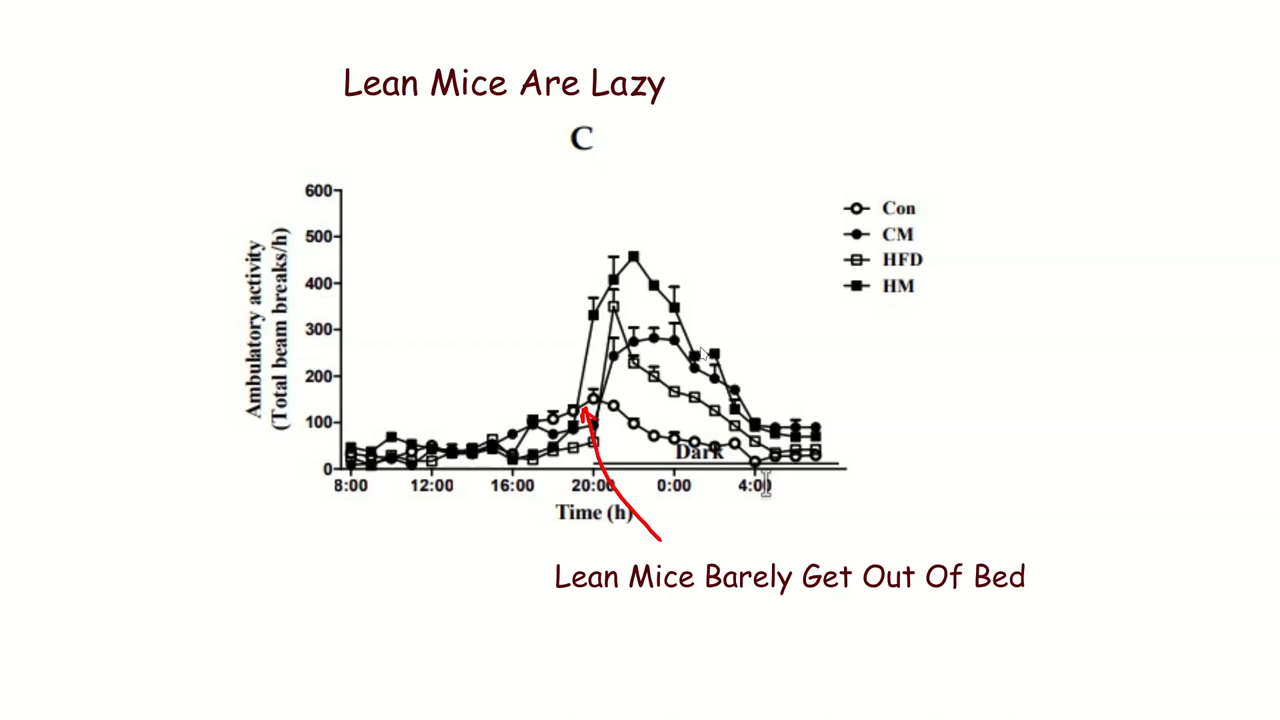 Lean Mice Are Lazy
C
Ambulatory activity
(Total beam breaks/h)
600
500
400
300
200
100
0
Con
CM
HFD
HM
Dark
8:00 12:00 16:00 20:00 0:00 4:00
Time (h)
Lean Mice Barely Get Out Of Bed